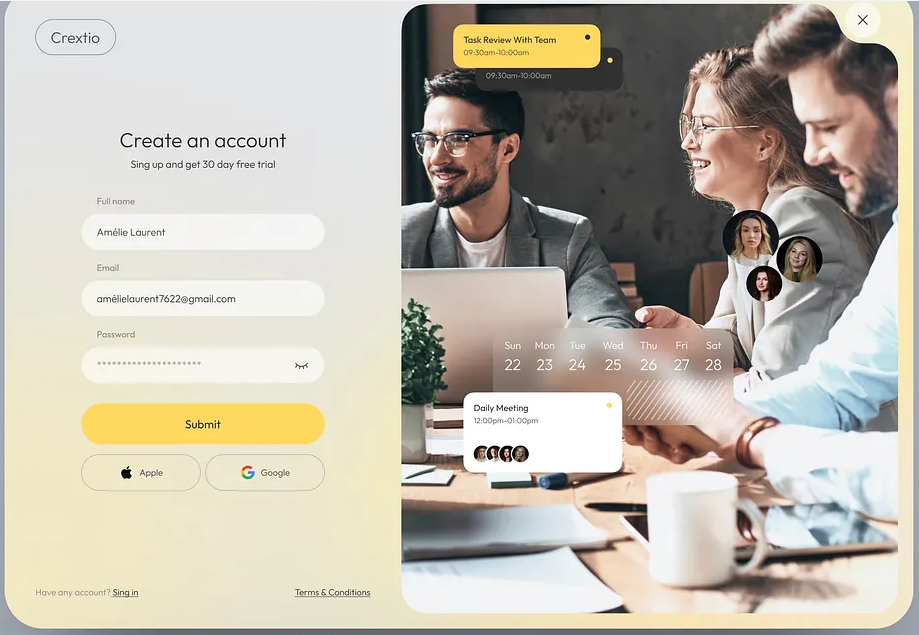 Crextio
Create an account
Sing up and get 30 day free trial
Full name
Amélie Laurent
Email
amélielaurent7622@gmail.com
Password
*********************
Submit
Apple
Google
Have any account? Sing in
Terms & Conditions
Task Review With Team
09:30am-10:00am
09:30am-10:00am
Sun Mon Tue Wed Thu Fri Sat
22 23 24 25 26 27 28
Daily Meeting
12:00pm-01:00pm